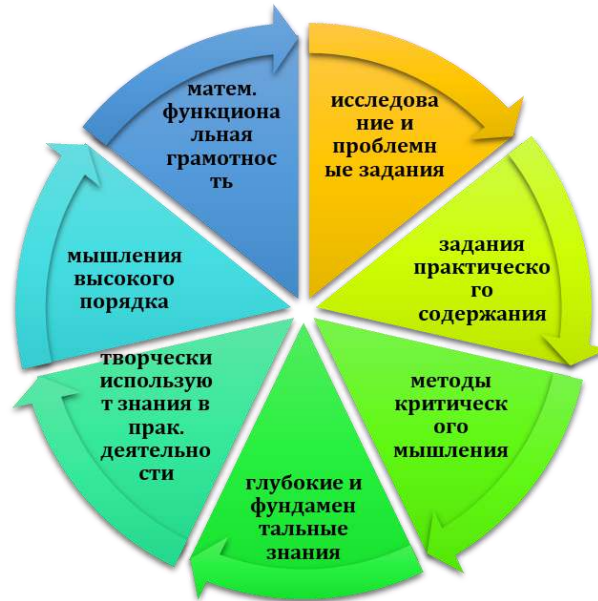 матем.
функциона
льная
грамотнос
ть
исследова
ние и
проблемн
ые задания
задания
практическо
го
содержания
методы
критическ
ого
мышления
глубокие и
фундамен
тальные
знания
творчески
использую
т знания в
прак.
деятельно
сти
мышления
высокого
порядка